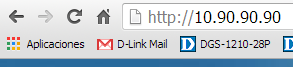 http://10.90.90.90
Aplicaciones D-Link Mail DGS-1210-28P